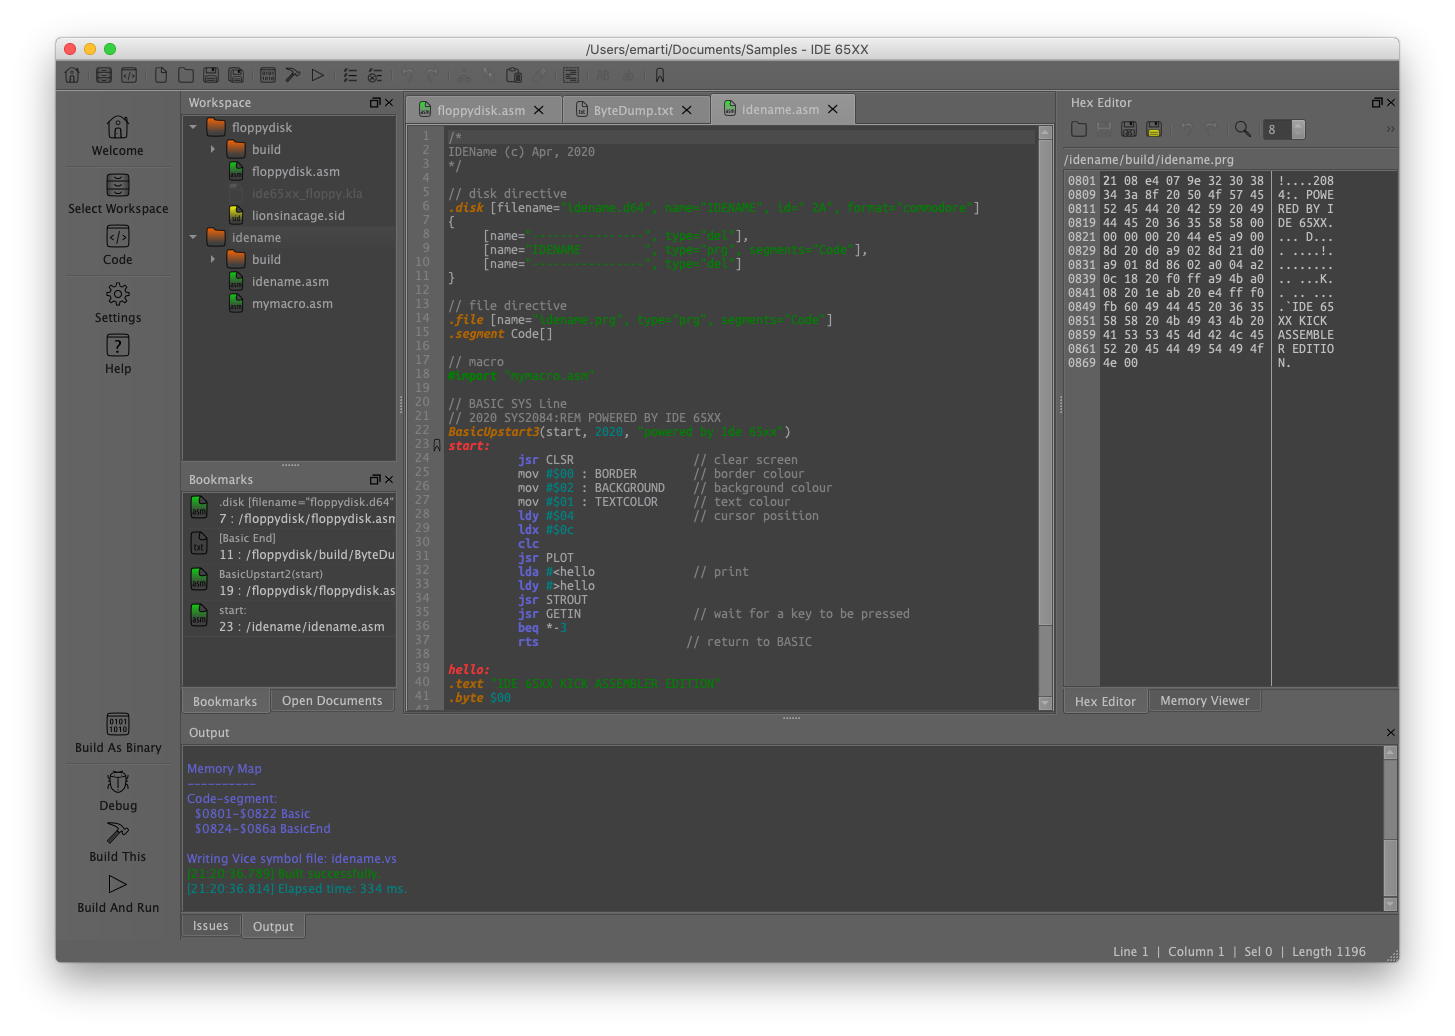 /Users/emarti/Documents/Samples - IDE 65XX
Welcome
Select Workspace
Code
Settings
Help
Build As Binary
Debug
Build This
Build And Run
Workspace
floppydisk
build
floppydisk.asm
ide65xx_floppy.kla
lionsinacage.sid
idename
build
idename.asm
mymacro.asm
Bookmarks
.disk [filename="floppydisk.d64"
7 : /floppydisk/floppydisk.asm
[Basic End]
11 : /floppydisk/build/ByteDu
BasicUpstart2(start)
19 : /floppydisk/floppydisk.as
start:
23 : /idename/idename.asm
Bookmarks Open Documents
floppydisk.asm ByteDump.txt idename.asm
1 /*
2 IDEName (c) Apr, 2020
3 */
4
5 // disk directive
6 .disk [filename="idename.d64", name="IDENAME", id=" 2A", format="commodore"]
7 {
8 [name="----------------", type="del"],
9 [name="IDENAME         ", type="prg", segments="Code"],
10 [name="----------------", type="del"]
11 }
12
13 // file directive
14 .file [name="idename.prg", type="prg", segments="Code"]
15 .segment Code[]
16
17 // macro
18 #import "mymacro.asm"
19
20 // BASIC SYS Line
21 // 2020 SYS2084:REM POWERED BY IDE 65XX
22 BasicUpstart3(start, 2020, "powered by ide 65xx")
23 start:
24 jsr CLSR // clear screen
25 mov #$00 : BORDER // border colour
26 mov #$02 : BACKGROUND // background colour
27 mov #$01 : TEXTCOLOR // text colour
28 ldy #$04 // cursor position
29 ldx #$0c
30 clc
31 jsr PLOT
32 lda #<hello // print
33 ldy #>hello
34 jsr STROUT
35 jsr GETIN // wait for a key to be pressed
36 beq *-3
37 rts // return to BASIC
38
39 hello:
40 .text "IDE 65XX KICK ASSEMBLER EDITION"
41 .byte $00
42
Hex Editor
8
/idename/build/idename.prg
0801 21 08 e4 07 9e 32 30 38 !....208
0809 34 3a 8f 20 50 4f 57 45 4:. POWE
0811 52 45 44 20 42 59 20 49 RED BY I
0819 44 45 20 36 35 58 58 00 DE 65XX.
0821 00 00 00 20 44 e5 a9 00 ... D...
0829 8d 20 d0 a9 02 8d 21 d0 . ....!.
0831 a9 01 8d 86 02 a0 04 a2 ........
0839 0c 18 20 f0 ff a9 4b a0 .. ...K.
0841 08 20 1e ab 20 e4 ff f0 . .. ...
0849 fb 60 49 44 45 20 36 35 .`IDE 65
0851 58 58 20 4b 49 43 4b 20 XX KICK
0859 41 53 53 45 4d 42 4c 45 ASSEMBLE
0861 52 20 45 44 49 54 49 4f R EDITIO
0869 4e 00 N.
Hex Editor Memory Viewer
Output
Memory Map
----------
Code-segment:
$0801-$0822 Basic
$0824-$086a BasicEnd
Writing Vice symbol file: idename.vs
[21:20:36.789] Built successfully.
[21:20:36.814] Elapsed time: 334 ms.
Issues Output
Line 1 | Column 1 | Sel 0 | Length 1196